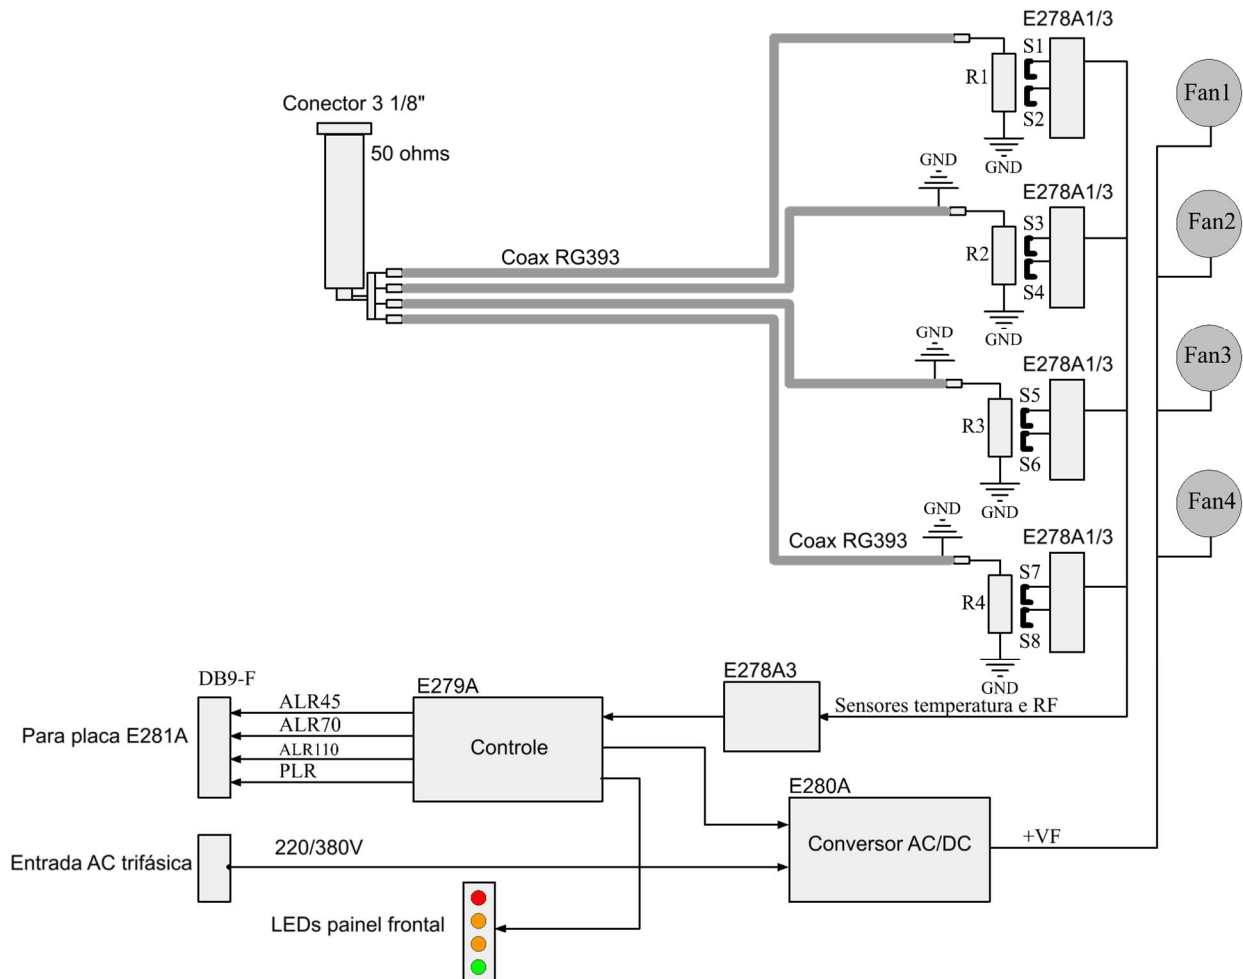 E278A1/3
S1
R1
S2
GND
Fan1
Conector 3 1/8"
50 ohms
GND
E278A1/3
S3
R2
S4
GND
Fan2
Coax RG393
GND
E278A1/3
S5
R3
S6
GND
Fan3
GND
E278A1/3
Coax RG393
S7
R4
S8
GND
Fan4
DB9-F
E279A
E278A3
Sensores temperatura e RF
ALR45
ALR70
ALR110
PLR
Para placa E281A
Controle
E280A
Conversor AC/DC
+VF
220/380V
Entrada AC trifásica
LEDs painel frontal